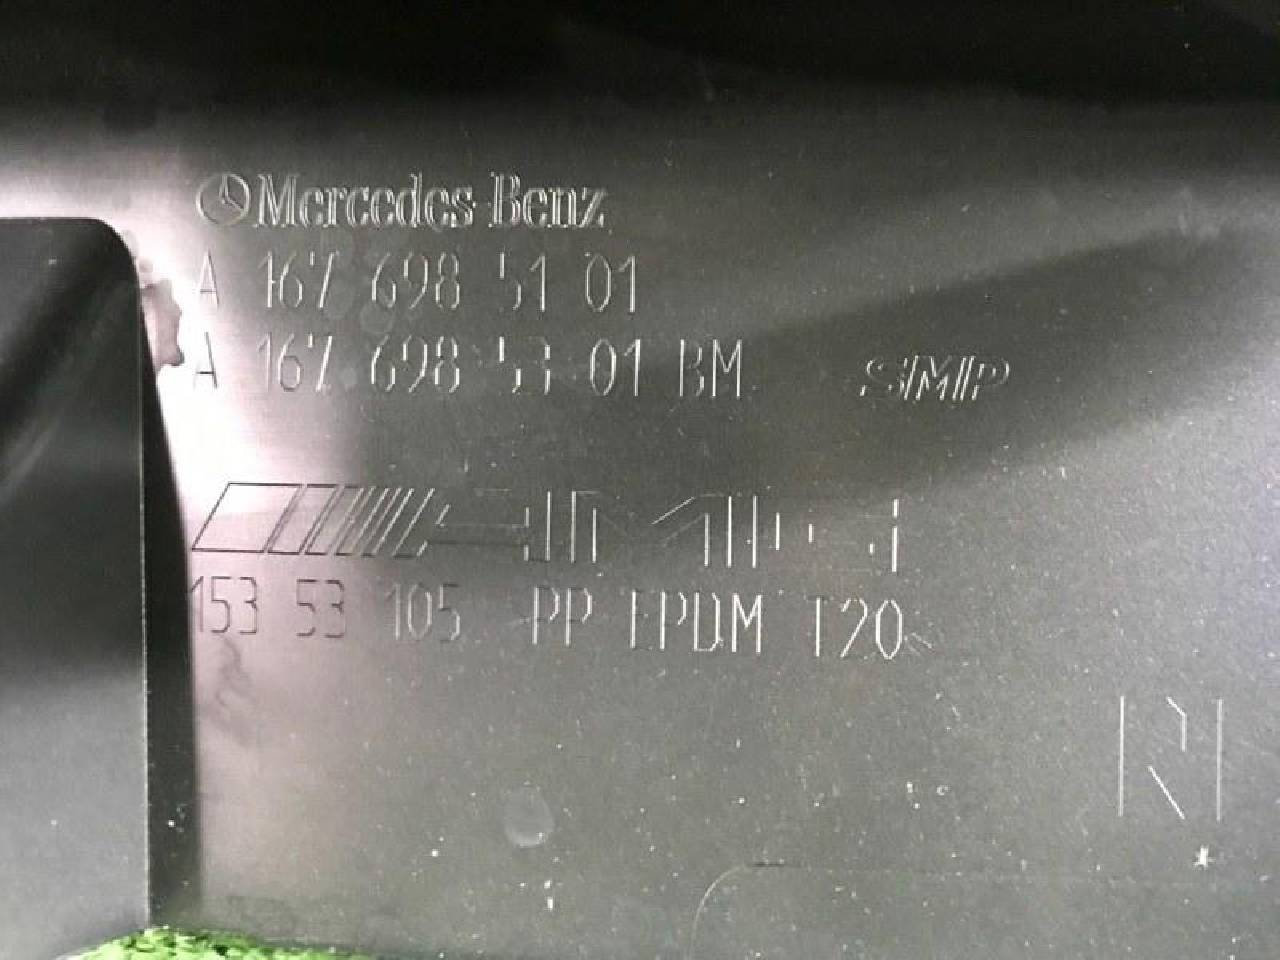 Mercedes-Benz
A 167 698 51 01
A 167 698 53 01 BM
SMP
AMG
153 53 105 PP EPDM T20